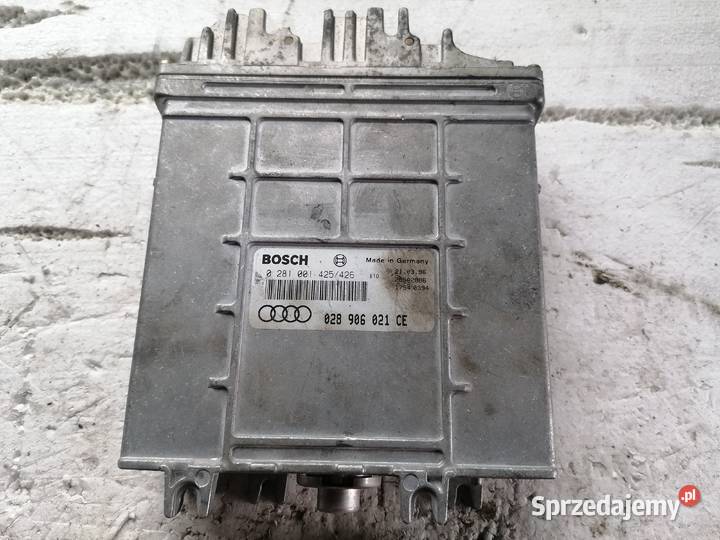 BOSCH Made in Germany
0 281 001 425/426 21.03.96
028 906 021 CE
Sprzedajemy.pl